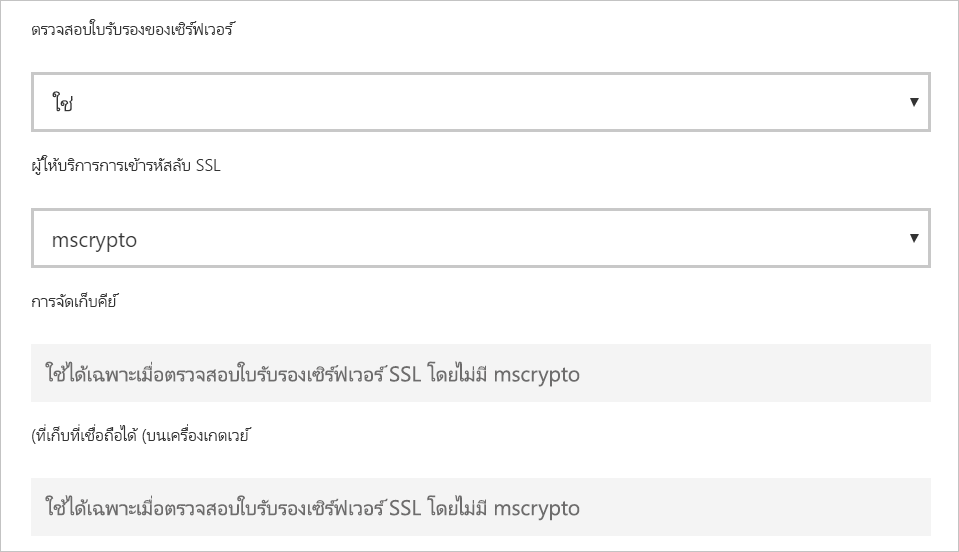 ตรวจสอบใบรับรองของเซิร์ฟเวอร์
ใช่
ผู้ให้บริการการเข้ารหัสลับ SSL
mscrypto
การจัดเก็บคีย์
ใช้ได้เฉพาะเมื่อตรวจสอบใบรับรองเซิร์ฟเวอร์ SSL โดยไม่มี mscrypto
(ที่เก็บที่เชื่อถือได้ (บนเครื่องเกตเวย์
ใช้ได้เฉพาะเมื่อตรวจสอบใบรับรองเซิร์ฟเวอร์ SSL โดยไม่มี mscrypto